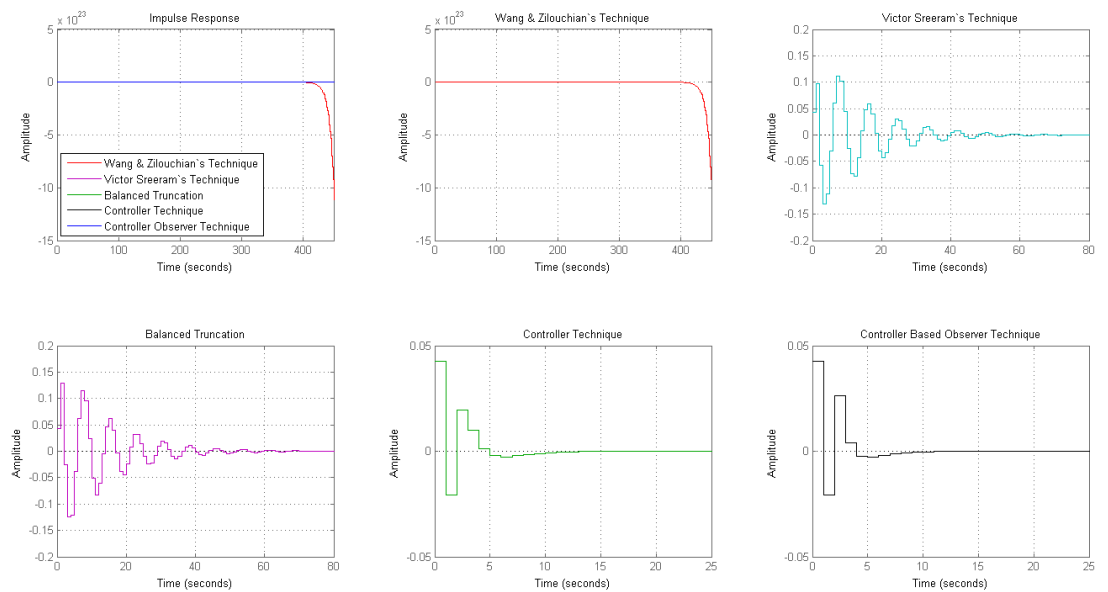 Impulse Response
x 10^23
5
0
-5
-10
-15
0
100
200
300
400
Amplitude
Time (seconds)
Wang & Zilouchian`s Technique
Victor Sreeram`s Technique
Balanced Truncation
Controller Technique
Controller Observer Technique
Wang & Zilouchian`s Technique
x 10^23
5
0
-5
-10
-15
0
100
200
300
400
Amplitude
Time (seconds)
Victor Sreeram`s Technique
0.2
0.15
0.1
0.05
0
-0.05
-0.1
-0.15
-0.2
0
20
40
60
80
Amplitude
Time (seconds)
Balanced Truncation
0.2
0.15
0.1
0.05
0
-0.05
-0.1
-0.15
-0.2
0
20
40
60
80
Amplitude
Time (seconds)
Controller Technique
0.05
0
-0.05
0
5
10
15
20
25
Amplitude
Time (seconds)
Controller Based Observer Technique
0.05
0
-0.05
0
5
10
15
20
25
Amplitude
Time (seconds)